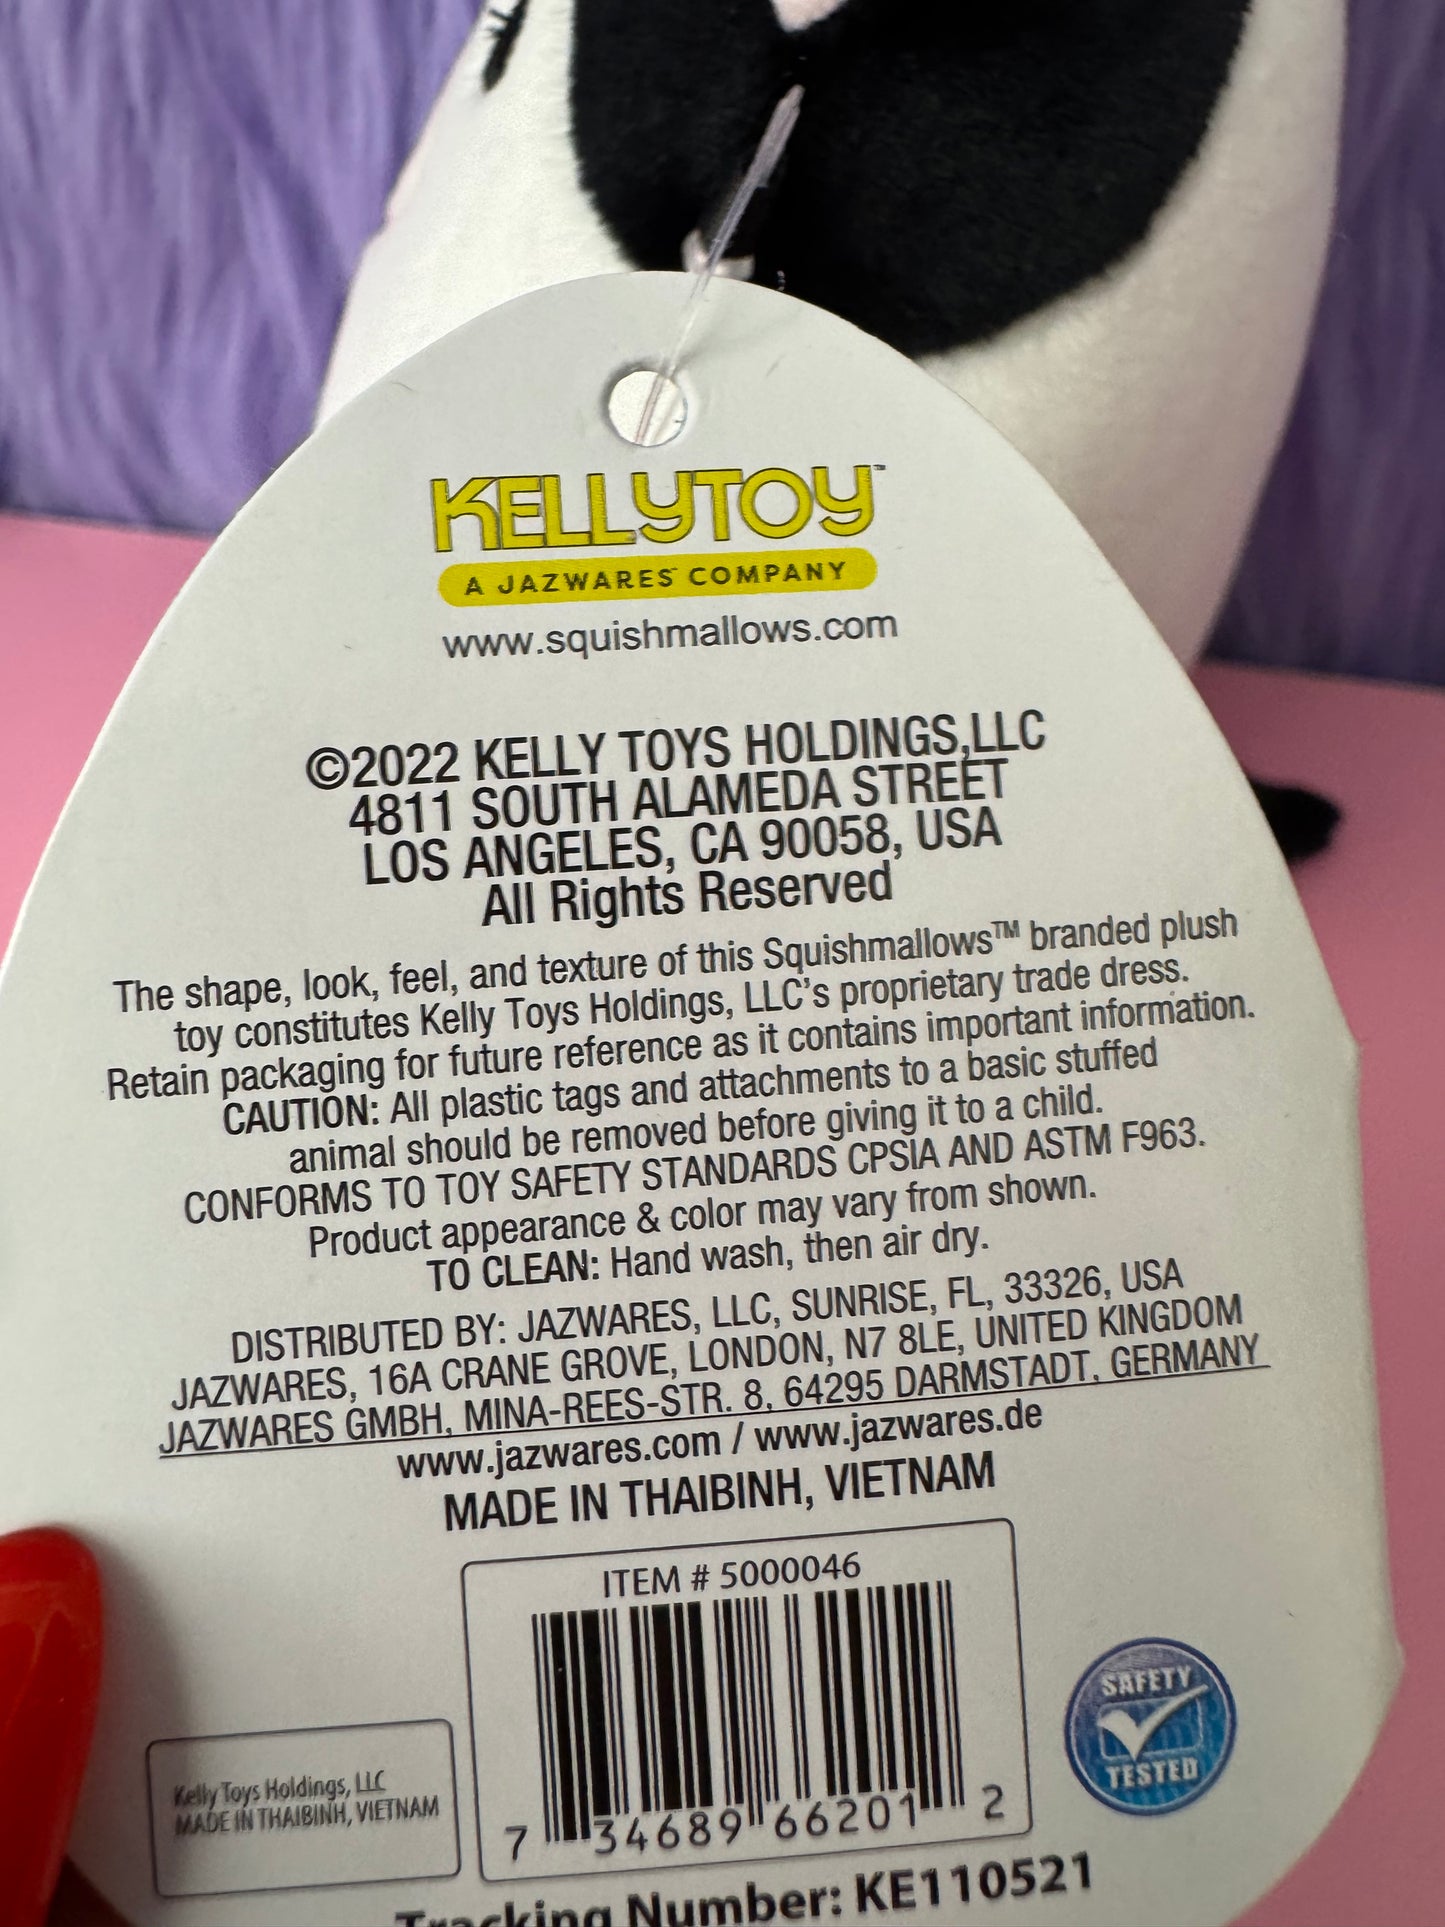 KELLYTOY™
A JAZWARES™ COMPANY
www.squishmallows.com
©2022 KELLY TOYS HOLDINGS,LLC
4811 SOUTH ALAMEDA STREET
LOS ANGELES, CA 90058, USA
All Rights Reserved
The shape, look, feel, and texture of this Squishmallows™ branded plush
toy constitutes Kelly Toys Holdings, LLC's proprietary trade dress.
Retain packaging for future reference as it contains important information.
CAUTION: All plastic tags and attachments to a basic stuffed
animal should be removed before giving it to a child.
CONFORMS TO TOY SAFETY STANDARDS CPSIA AND ASTM F963.
Product appearance & color may vary from shown.
TO CLEAN: Hand wash, then air dry.
DISTRIBUTED BY: JAZWARES, LLC, SUNRISE, FL, 33326, USA
JAZWARES, 16A CRANE GROVE, LONDON, N7 8LE, UNITED KINGDOM
JAZWARES GMBH, MINA-REES-STR. 8, 64295 DARMSTADT, GERMANY
www.jazwares.com / www.jazwares.de
MADE IN THAIBINH, VIETNAM
ITEM # 5000046
7 34689 66201 2
SAFETY
TESTED
Kelly Toys Holdings, LLC
MADE IN THAIBINH, VIETNAM
Tracking Number: KE110521